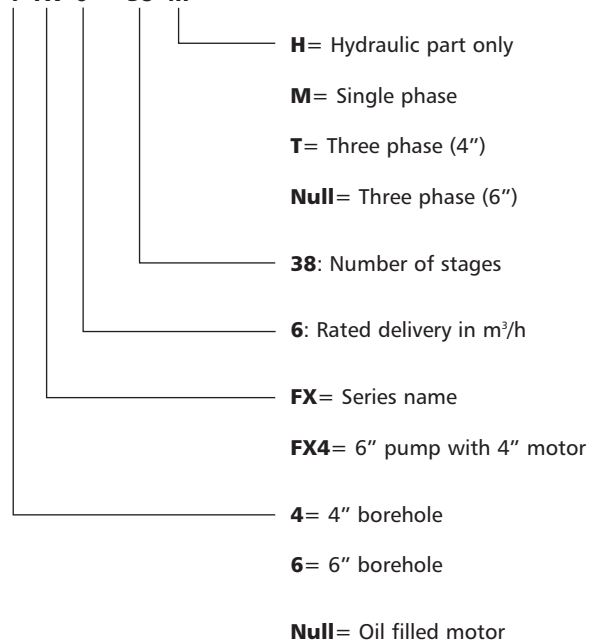 H= Hydraulic part only
M= Single phase
T= Three phase (4”)
Null= Three phase (6”)
38: Number of stages
6: Rated delivery in m³/h
FX= Series name
FX4= 6” pump with 4” motor
4= 4” borehole
6= 6” borehole
Null= Oil filled motor